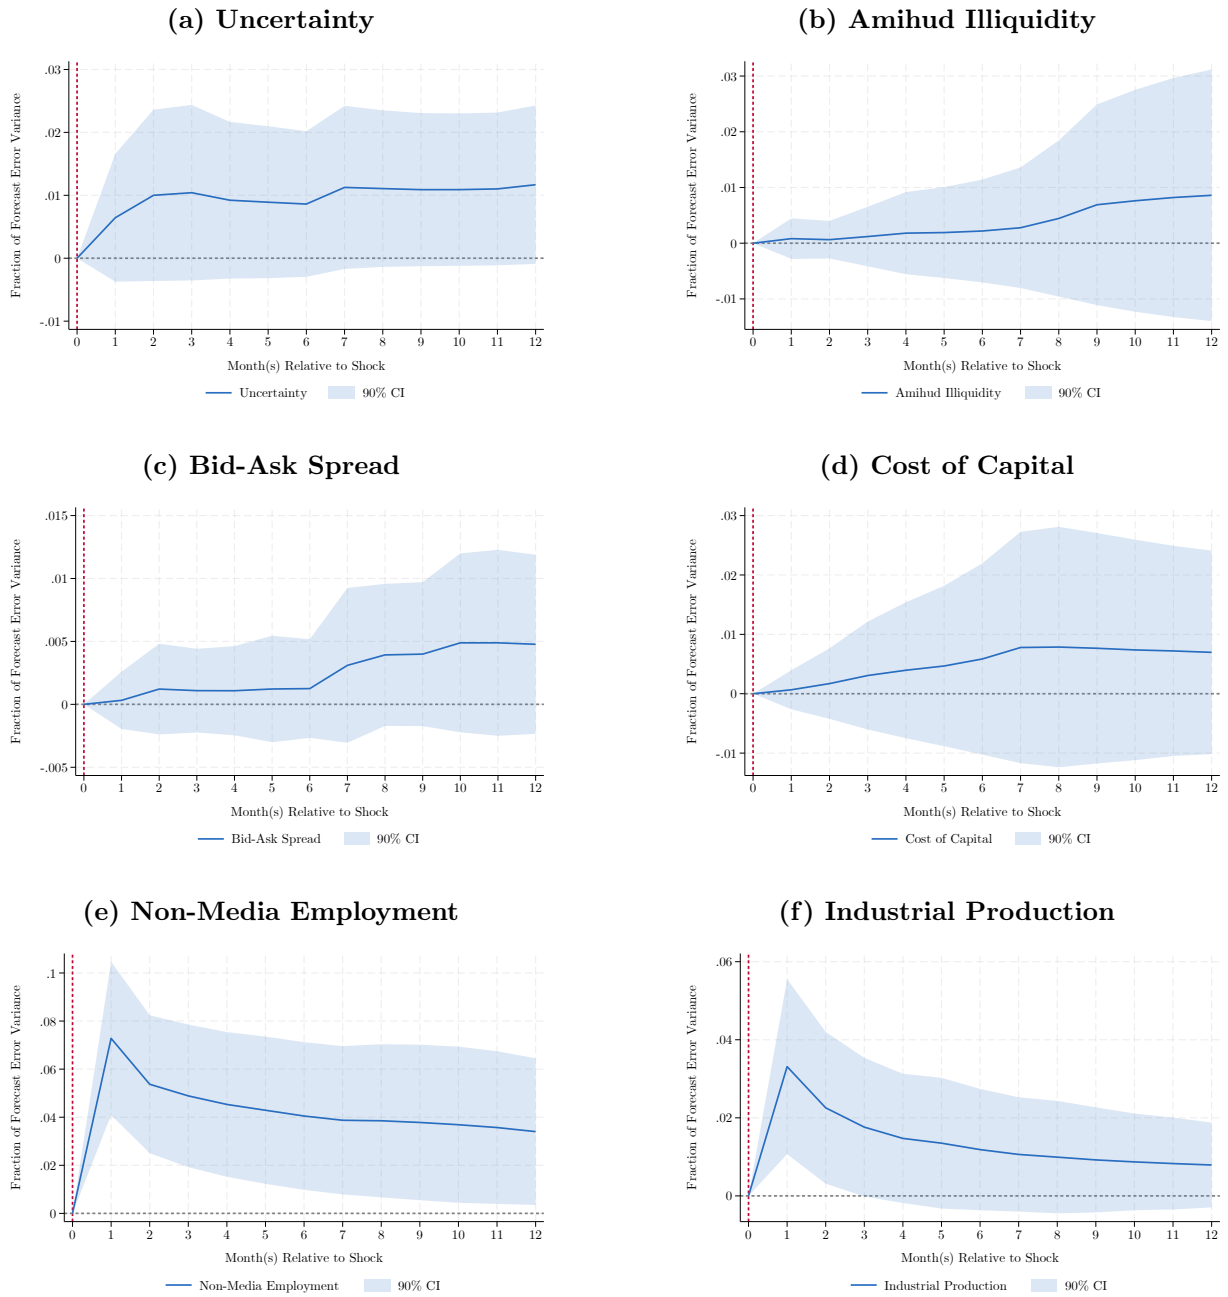 (a) Uncertainty
Fraction of Forecast Error Variance
.03
.02
.01
0
-.01
0 1 2 3 4 5 6 7 8 9 10 11 12
Month(s) Relative to Shock
Uncertainty 90% CI
(b) Amihud Illiquidity
Fraction of Forecast Error Variance
.03
.02
.01
0
-.01
0 1 2 3 4 5 6 7 8 9 10 11 12
Month(s) Relative to Shock
Amihud Illiquidity 90% CI
(c) Bid-Ask Spread
Fraction of Forecast Error Variance
.015
.01
.005
0
-.005
0 1 2 3 4 5 6 7 8 9 10 11 12
Month(s) Relative to Shock
Bid-Ask Spread 90% CI
(d) Cost of Capital
Fraction of Forecast Error Variance
.03
.02
.01
0
-.01
0 1 2 3 4 5 6 7 8 9 10 11 12
Month(s) Relative to Shock
Cost of Capital 90% CI
(e) Non-Media Employment
Fraction of Forecast Error Variance
.1
.08
.06
.04
.02
0
0 1 2 3 4 5 6 7 8 9 10 11 12
Month(s) Relative to Shock
Non-Media Employment 90% CI
(f) Industrial Production
Fraction of Forecast Error Variance
.06
.04
.02
0
0 1 2 3 4 5 6 7 8 9 10 11 12
Month(s) Relative to Shock
Industrial Production 90% CI